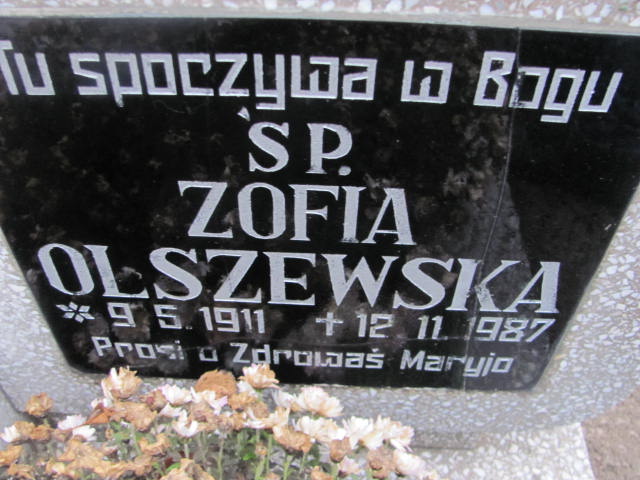 Tu spoczywa w Bogu
ŚP.
ZOFIA
OLSZEWSKA
* 9 5. 1911 + 12 11. 1987
Prosi o Zdrowaś Maryjo